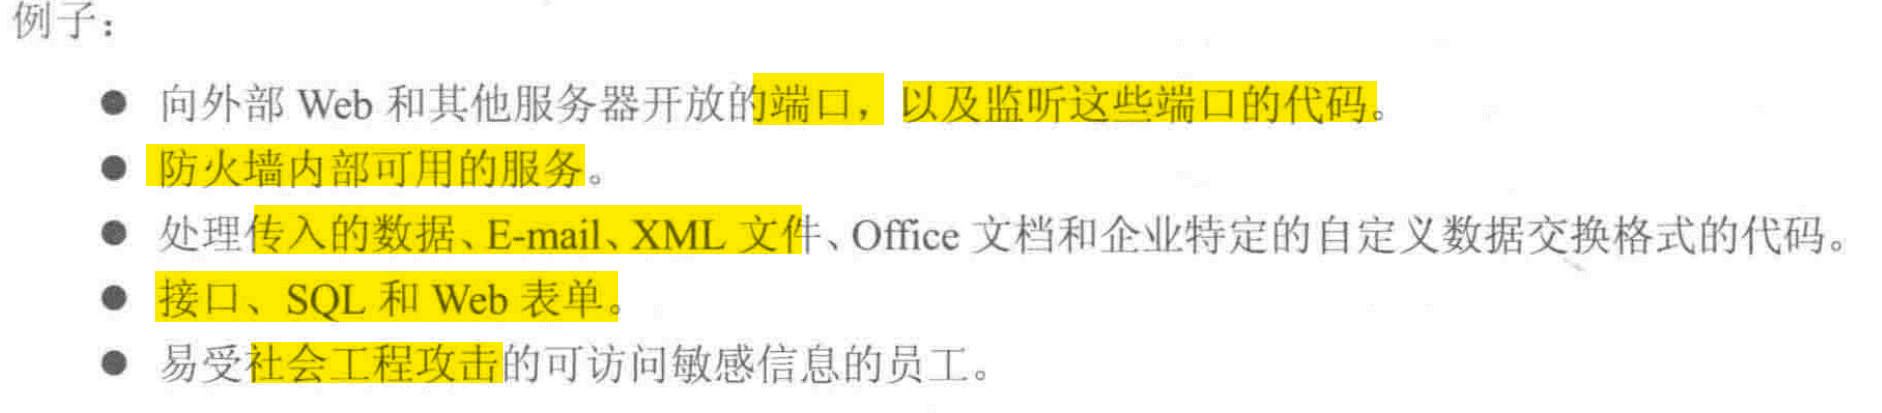 例子：
● 向外部 Web 和其他服务器开放的端口，以及监听这些端口的代码。
● 防火墙内部可用的服务。
● 处理传入的数据、E-mail、XML 文件、Office 文档和企业特定的自定义数据交换格式的代码。
● 接口、SQL 和 Web 表单。
● 易受社会工程攻击的可访问敏感信息的员工。